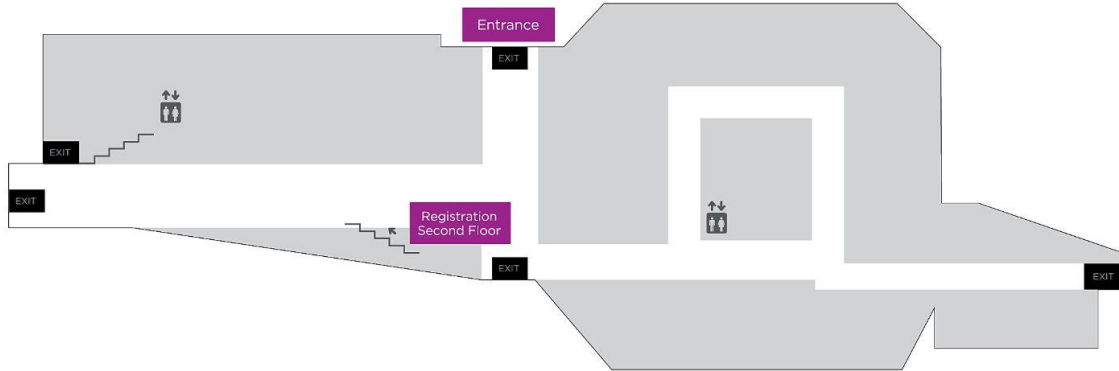 Entrance
EXIT
EXIT
EXIT
Registration
Second Floor
EXIT
EXIT